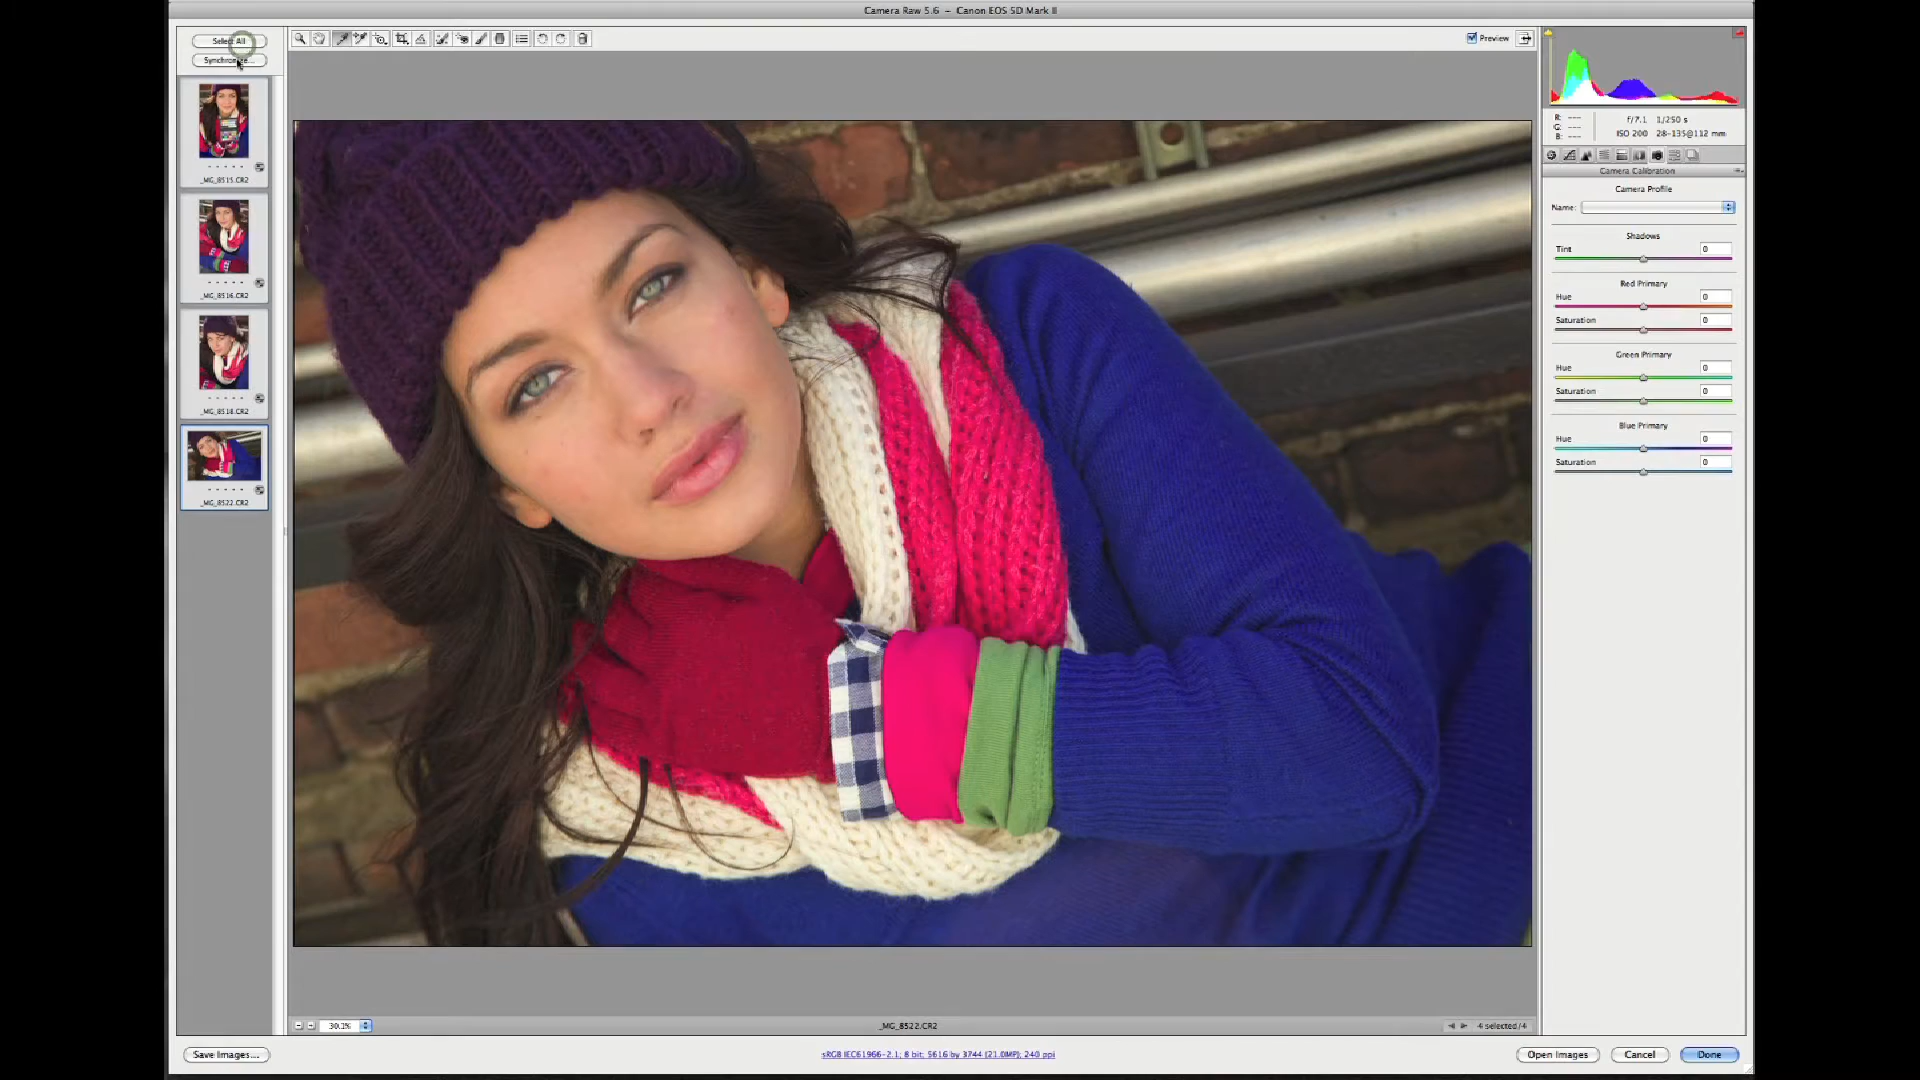 Camera Raw 5.6 – Canon EOS 5D Mark II
Select All
Synchronize...
Preview
R: ---
G: ---
B: ---
f/7.1 1/250 s
ISO 200 28-135@112 mm
_MG_8515.CR2
_MG_8516.CR2
_MG_8518.CR2
_MG_8522.CR2
Camera Calibration
Camera Profile
Name:
Shadows
Tint 0
Red Primary
Hue 0
Saturation 0
Green Primary
Hue 0
Saturation 0
Blue Primary
Hue 0
Saturation 0
30.1%
_MG_8522.CR2
4 selected/4
Save Images...
sRGB IEC61966-2.1; 8 bit; 5616 by 3744 (21.0MP); 240 ppi
Open Images
Cancel
Done